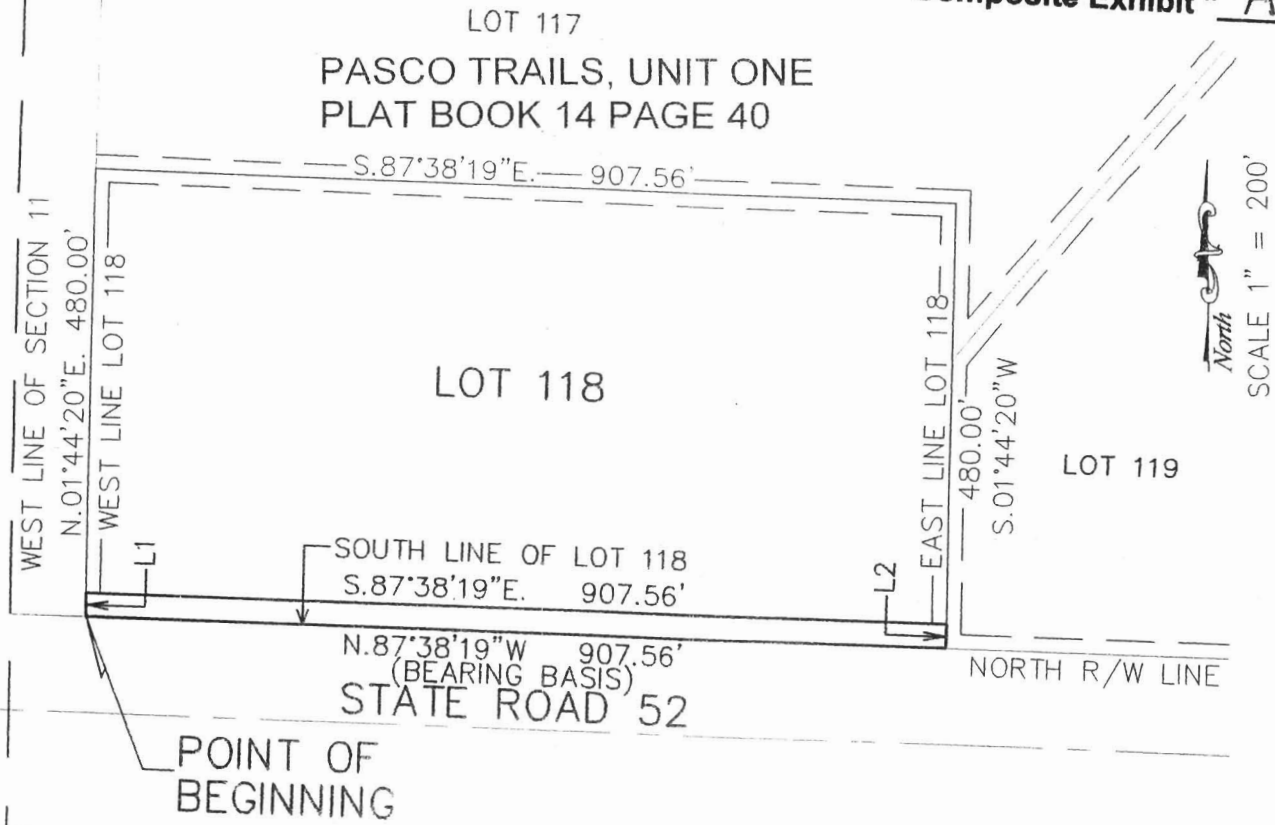 Composite Exhibit " A
LOT 117
PASCO TRAILS, UNIT ONE
PLAT BOOK 14 PAGE 40
S.87°38'19"E. 907.56'
WEST LINE OF SECTION 11
N.01°44'20"E. 480.00'
WEST LINE LOT 118
LOT 118
EAST LINE LOT 118
480.00'
S.01°44'20"W
LOT 119
North
SCALE 1" = 200'
L1
SOUTH LINE OF LOT 118
S.87°38'19"E. 907.56'
L2
N.87°38'19"W 907.56'
(BEARING BASIS)
STATE ROAD 52
NORTH R/W LINE
POINT OF
BEGINNING